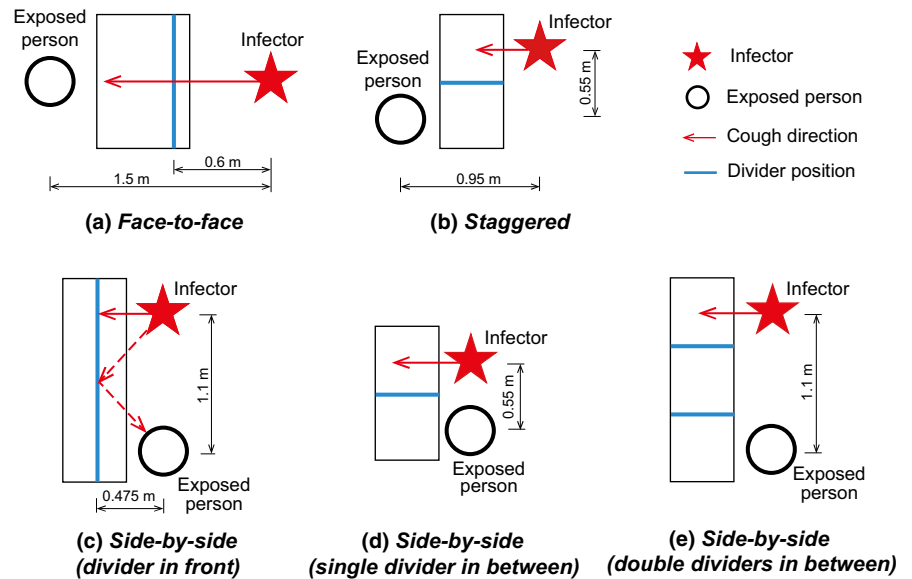 Exposed
person
Infector
0.6 m
1.5 m
(a) Face-to-face
Infector
Exposed
person
0.55 m
0.95 m
(b) Staggered
Infector
Exposed person
Cough direction
Divider position
Infector
1.1 m
Exposed
person
0.475 m
(c) Side-by-side
(divider in front)
Infector
0.55 m
Exposed
person
(d) Side-by-side
(single divider in between)
Infector
1.1 m
Exposed
person
(e) Side-by-side
(double dividers in between)